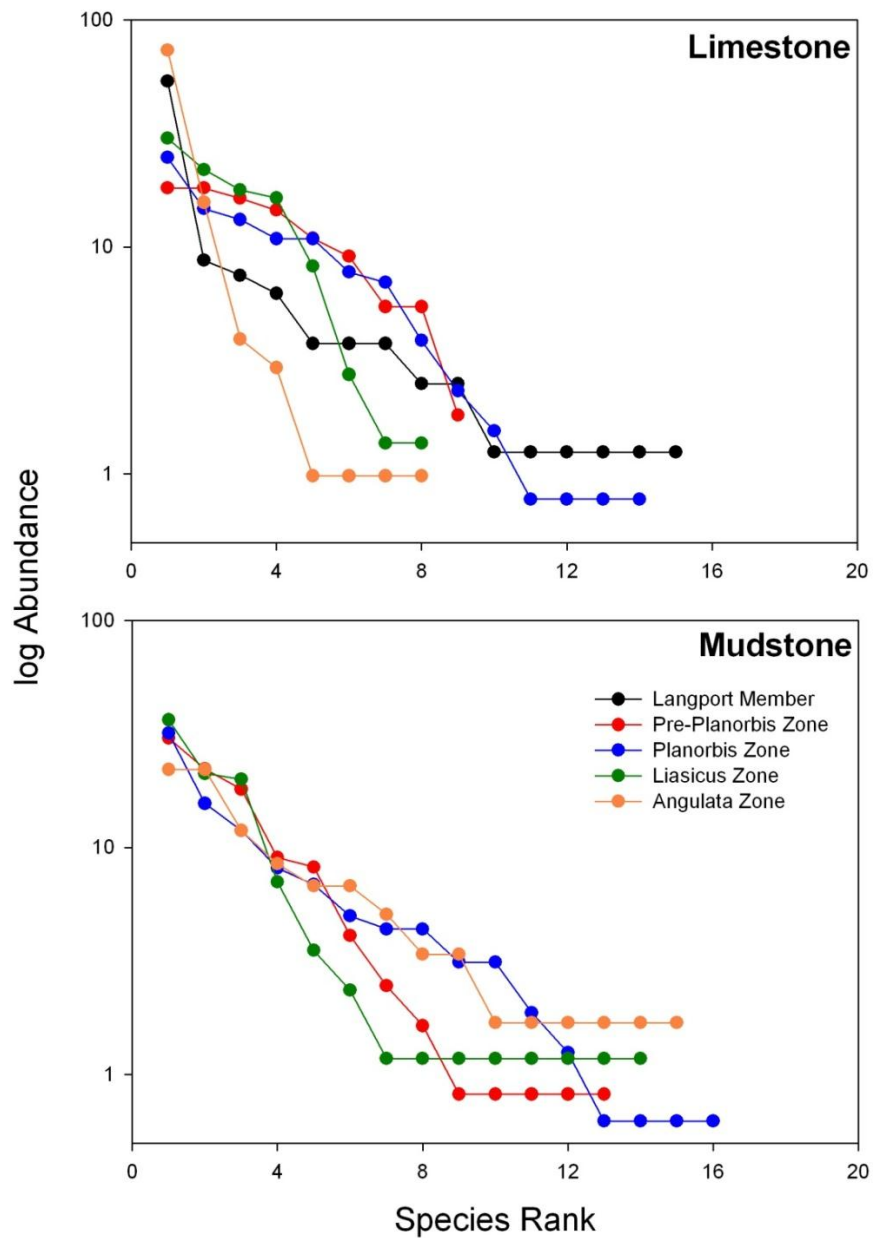 100
Limestone
10
1
0
4
8
12
16
20
log Abundance
100
Mudstone
Langport Member
Pre-Planorbis Zone
Planorbis Zone
Liasicus Zone
Angulata Zone
10
1
0
4
8
12
16
20
Species Rank